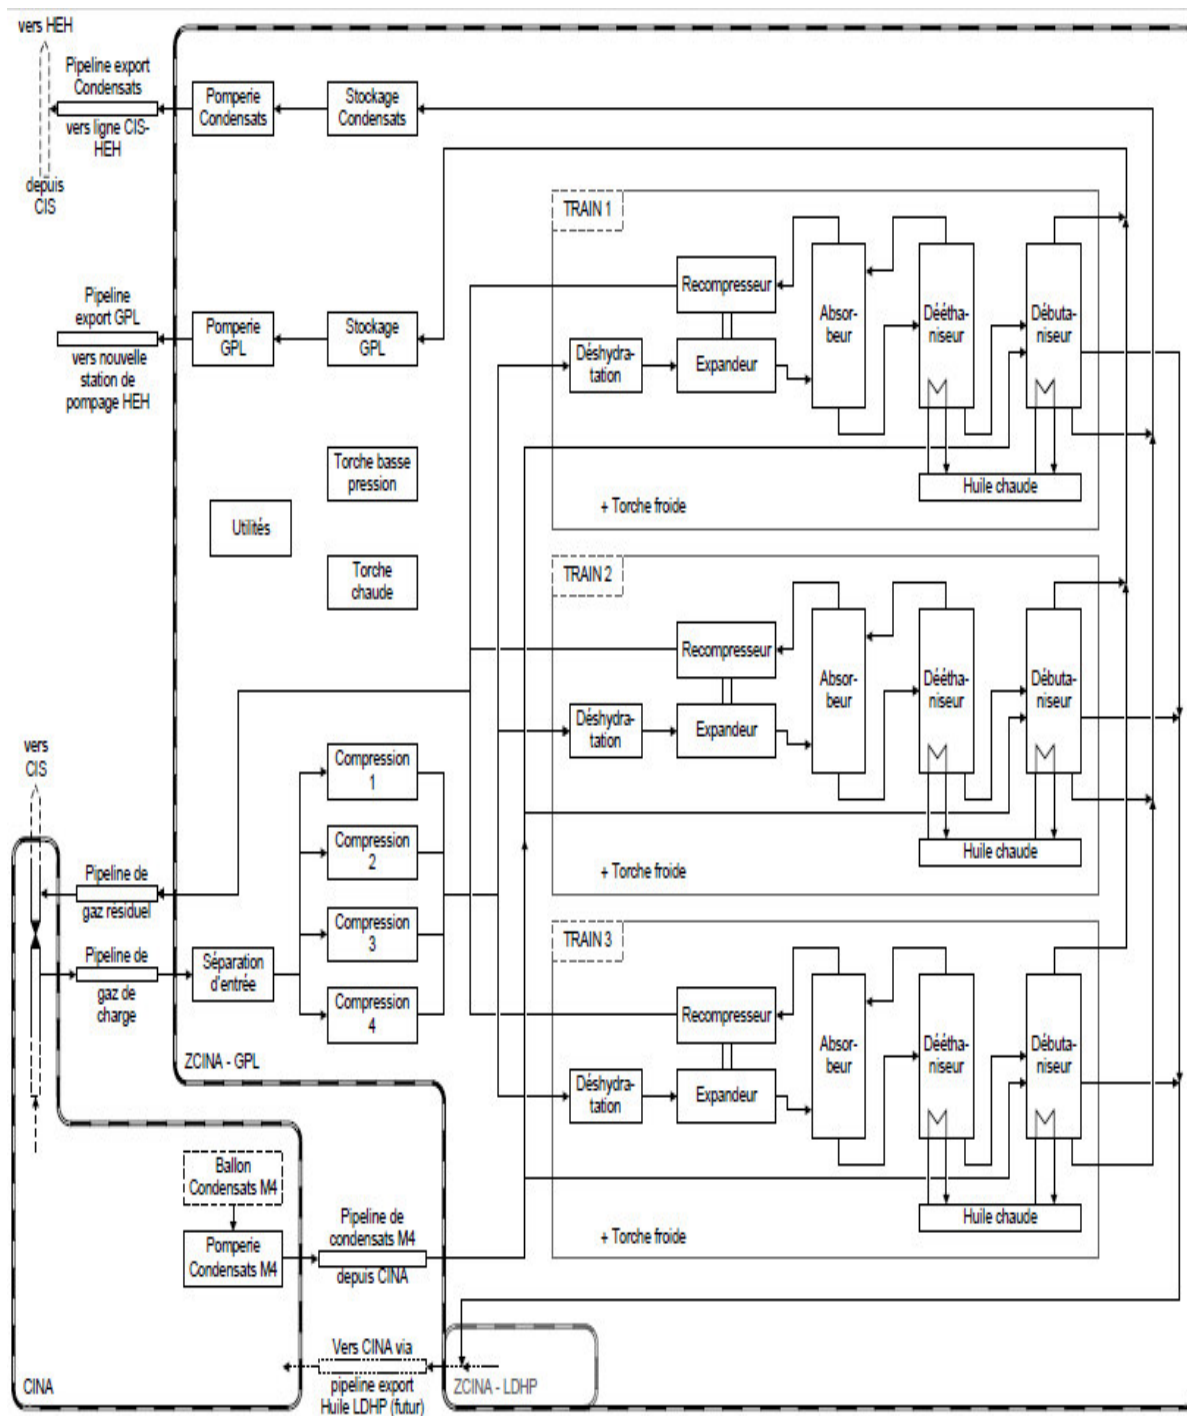 vers HEH
Pipeline export
Condensats
vers ligne CIS-
HEH
depuis
CIS
Pomperie
Condensats
Stockage
Condensats
Pipeline
export GPL
vers nouvelle
station de
pompage HEH
Pomperie
GPL
Stockage
GPL
Torche basse
pression
Utilités
Torche
chaude
TRAIN 1
Recompresseur
Déshydra-
tation
Expandeur
Absor-
beur
Déétha-
niseur
Débuta-
niseur
Huile chaude
+ Torche froide
TRAIN 2
Recompresseur
Déshydra-
tation
Expandeur
Absor-
beur
Déétha-
niseur
Débuta-
niseur
Huile chaude
+ Torche froide
TRAIN 3
Recompresseur
Déshydra-
tation
Expandeur
Absor-
beur
Déétha-
niseur
Débuta-
niseur
Huile chaude
+ Torche froide
vers
CIS
Pipeline de
gaz résiduel
Pipeline de
gaz de
charge
Séparation
d'entrée
Compression
1
Compression
2
Compression
3
Compression
4
ZCINA - GPL
Ballon
Condensats M4
Pomperie
Condensats M4
Pipeline de
condensats M4
depuis CINA
Vers CINA via
pipeline export
Huile LDHP (futur)
CINA
ZCINA - LDHP